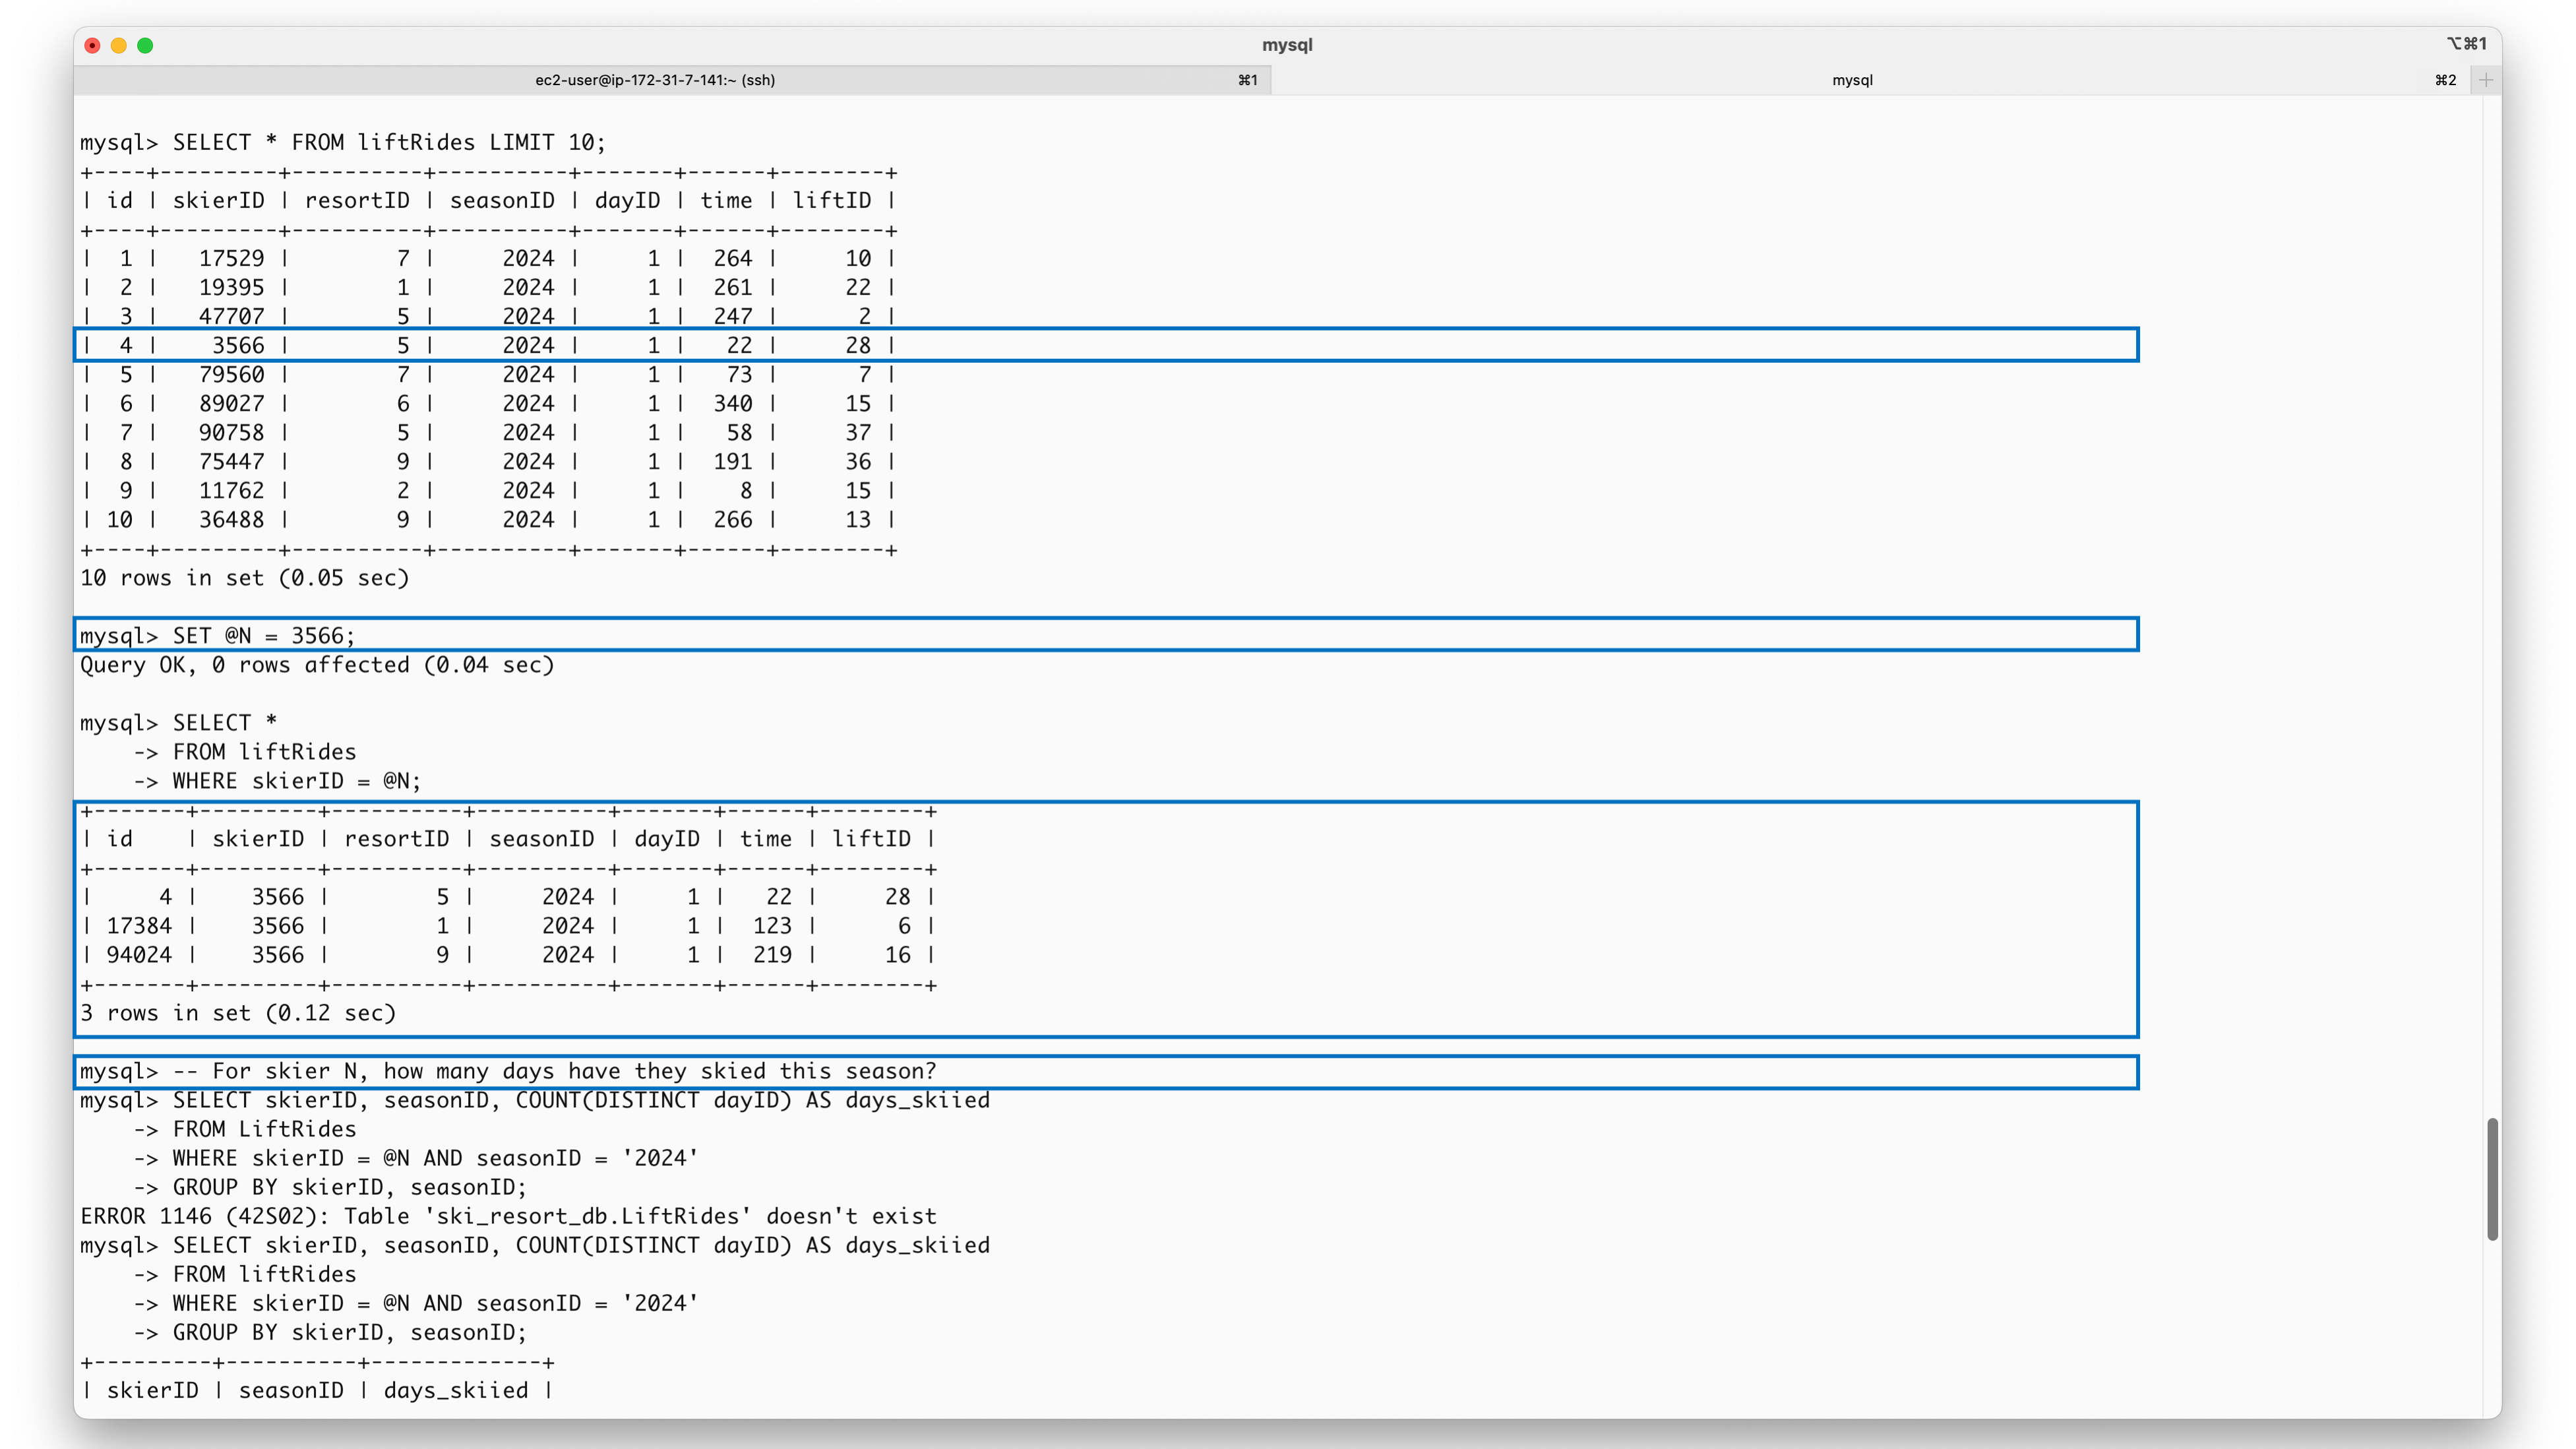 mysql
⌥⌘1
ec2-user@ip-172-31-7-141:~ (ssh) ⌘1 mysql ⌘2 +
mysql> SELECT * FROM liftRides LIMIT 10;
+----+---------+----------+----------+-------+------+--------+
| id | skierID | resortID | seasonID | dayID | time | liftID |
+----+---------+----------+----------+-------+------+--------+
|  1 |   17529 |        7 |     2024 |     1 |  264 |     10 |
|  2 |   19395 |        1 |     2024 |     1 |  261 |     22 |
|  3 |   47707 |        5 |     2024 |     1 |  247 |      2 |
|  4 |    3566 |        5 |     2024 |     1 |   22 |     28 |
|  5 |   79560 |        7 |     2024 |     1 |   73 |      7 |
|  6 |   89027 |        6 |     2024 |     1 |  340 |     15 |
|  7 |   90758 |        5 |     2024 |     1 |   58 |     37 |
|  8 |   75447 |        9 |     2024 |     1 |  191 |     36 |
|  9 |   11762 |        2 |     2024 |     1 |    8 |     15 |
| 10 |   36488 |        9 |     2024 |     1 |  266 |     13 |
+----+---------+----------+----------+-------+------+--------+
10 rows in set (0.05 sec)
mysql> SET @N = 3566;
Query OK, 0 rows affected (0.04 sec)
mysql> SELECT *
    -> FROM liftRides
    -> WHERE skierID = @N;
+-------+---------+----------+----------+-------+------+--------+
| id    | skierID | resortID | seasonID | dayID | time | liftID |
+-------+---------+----------+----------+-------+------+--------+
|     4 |    3566 |        5 |     2024 |     1 |   22 |     28 |
| 17384 |    3566 |        1 |     2024 |     1 |  123 |      6 |
| 94024 |    3566 |        9 |     2024 |     1 |  219 |     16 |
+-------+---------+----------+----------+-------+------+--------+
3 rows in set (0.12 sec)
mysql> -- For skier N, how many days have they skied this season?
mysql> SELECT skierID, seasonID, COUNT(DISTINCT dayID) AS days_skiied
    -> FROM LiftRides
    -> WHERE skierID = @N AND seasonID = '2024'
    -> GROUP BY skierID, seasonID;
ERROR 1146 (42S02): Table 'ski_resort_db.LiftRides' doesn't exist
mysql> SELECT skierID, seasonID, COUNT(DISTINCT dayID) AS days_skiied
    -> FROM liftRides
    -> WHERE skierID = @N AND seasonID = '2024'
    -> GROUP BY skierID, seasonID;
+---------+----------+-------------+
| skierID | seasonID | days_skiied |